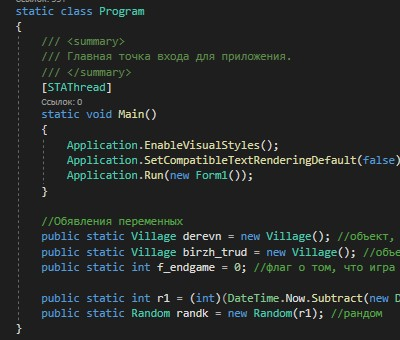 static class Program
{
/// <summary>
/// Главная точка входа для приложения.
/// </summary>
[STAThread]
Ссылок: 0
static void Main()
{
Application.EnableVisualStyles();
Application.SetCompatibleTextRenderingDefault(false)
Application.Run(new Form1());
}
//Обявления переменных
public static Village derevn = new Village(); //объект,
public static Village birzh_trud = new Village(); //объе
public static int f_endgame = 0; //флаг о том, что игра
public static int r1 = (int)(DateTime.Now.Subtract(new D
public static Random randk = new Random(r1); //рандом
}